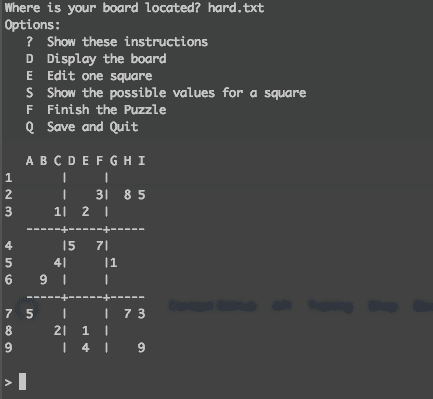 Where is your board located? hard.txt
Options:
   ?  Show these instructions
   D  Display the board
   E  Edit one square
   S  Show the possible values for a square
   F  Finish the Puzzle
   Q  Save and Quit

   A B C D E F G H I
1       |     |
2       |    3|  8 5
3      1|  2  |
   -----+-----+-----
4       |5   7|
5      4|     |1
6    9  |     |
   -----+-----+-----
7  5    |     |  7 3
8      2|  1  |
9       |  4  |    9

>